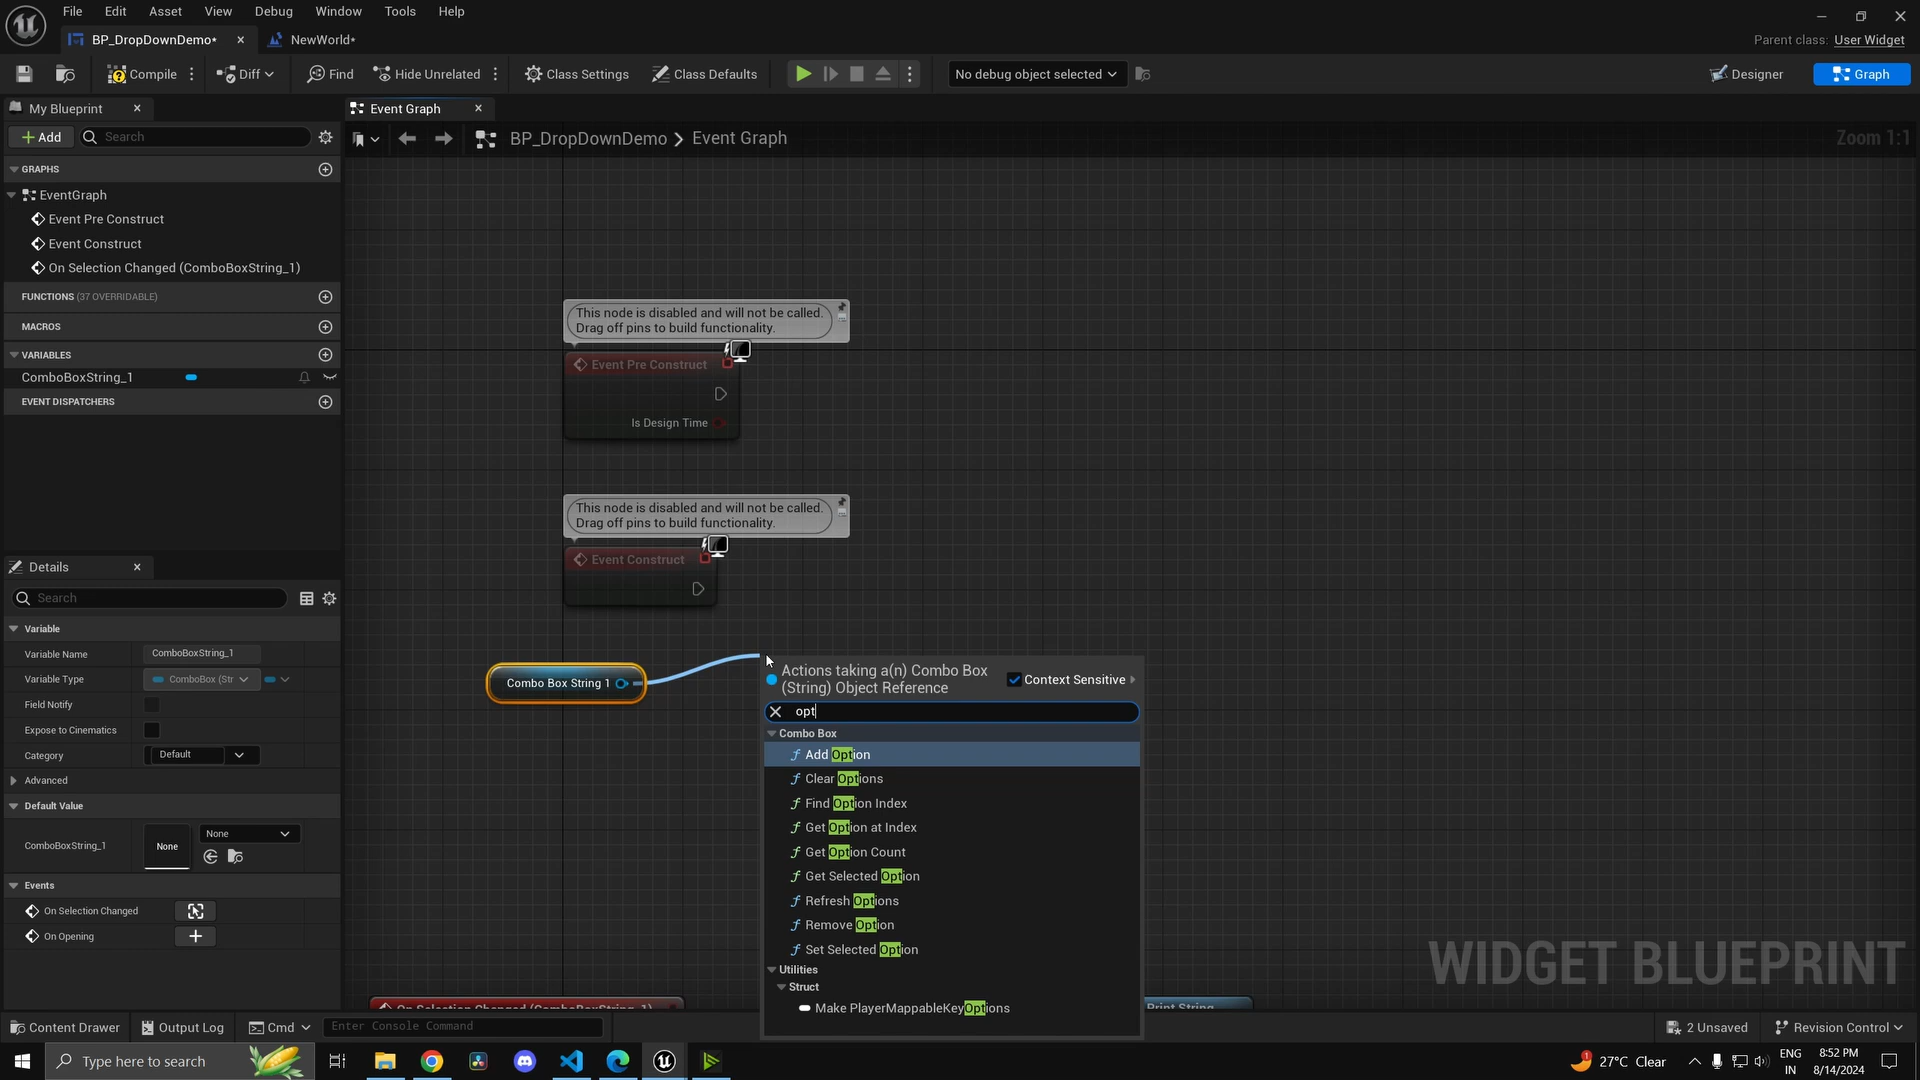 File Edit Asset View Debug Window Tools Help
BP_DropDownDemo*
NewWorld*
Parent class: User Widget
Compile
Diff
Find
Hide Unrelated
Class Settings
Class Defaults
No debug object selected
Designer
Graph
My Blueprint
Add
Search
GRAPHS
EventGraph
Event Pre Construct
Event Construct
On Selection Changed (ComboBoxString_1)
FUNCTIONS (37 OVERRIDABLE)
MACROS
VARIABLES
ComboBoxString_1
EVENT DISPATCHERS
Details
Search
Variable
Variable Name ComboBoxString_1
Variable Type ComboBox (Str
Field Notify
Expose to Cinematics
Category Default
Advanced
Default Value
ComboBoxString_1 None None
Events
On Selection Changed
On Opening
Event Graph
BP_DropDownDemo > Event Graph
Zoom 1:1
This node is disabled and will not be called.
Drag off pins to build functionality.
Event Pre Construct
Is Design Time
This node is disabled and will not be called.
Drag off pins to build functionality.
Event Construct
Combo Box String 1
Actions taking a(n) Combo Box
(String) Object Reference
Context Sensitive
opt
Combo Box
Add Option
Clear Options
Find Option Index
Get Option at Index
Get Option Count
Get Selected Option
Refresh Options
Remove Option
Set Selected Option
Utilities
Struct
Make PlayerMappableKeyOptions
On Selection Changed (ComboBoxString_1)
Print String
WIDGET BLUEPRINT
Content Drawer
Output Log
Cmd
Enter Console Command
2 Unsaved
Revision Control
Type here to search
1
27°C Clear
ENG
IN
8:52 PM
8/14/2024